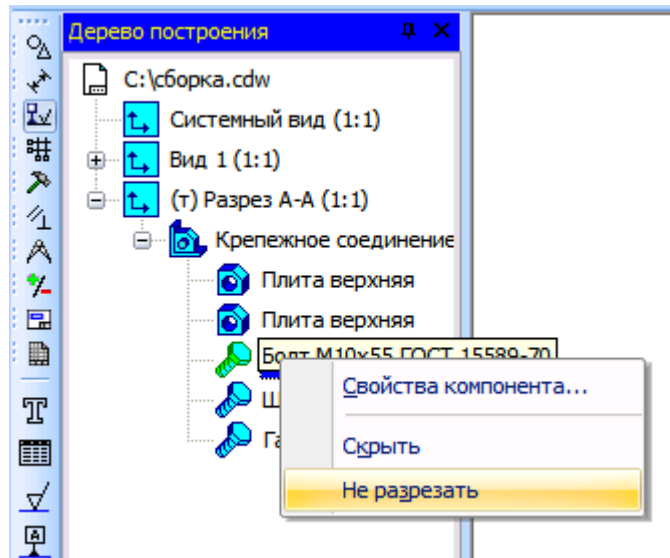 Дерево построения
C:\сборка.cdw
Системный вид (1:1)
Вид 1 (1:1)
(т) Разрез А-А (1:1)
Крепежное соединение
Плита верхняя
Плита верхняя
Болт М10х55 ГОСТ 15589-70
Свойства компонента...
Скрыть
Не разрезать